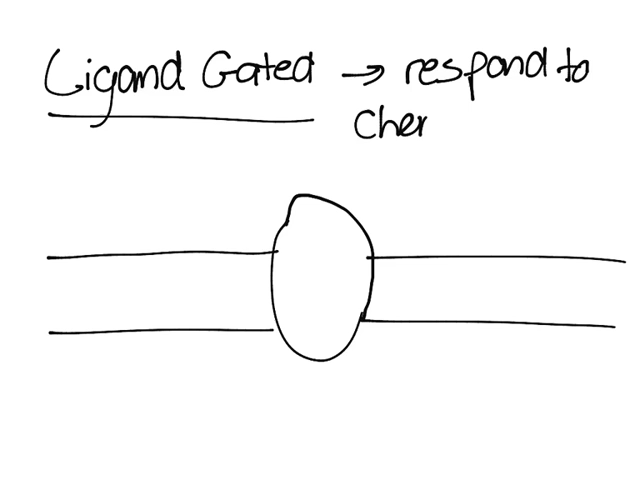 Ligand Gated → respond to
Cher